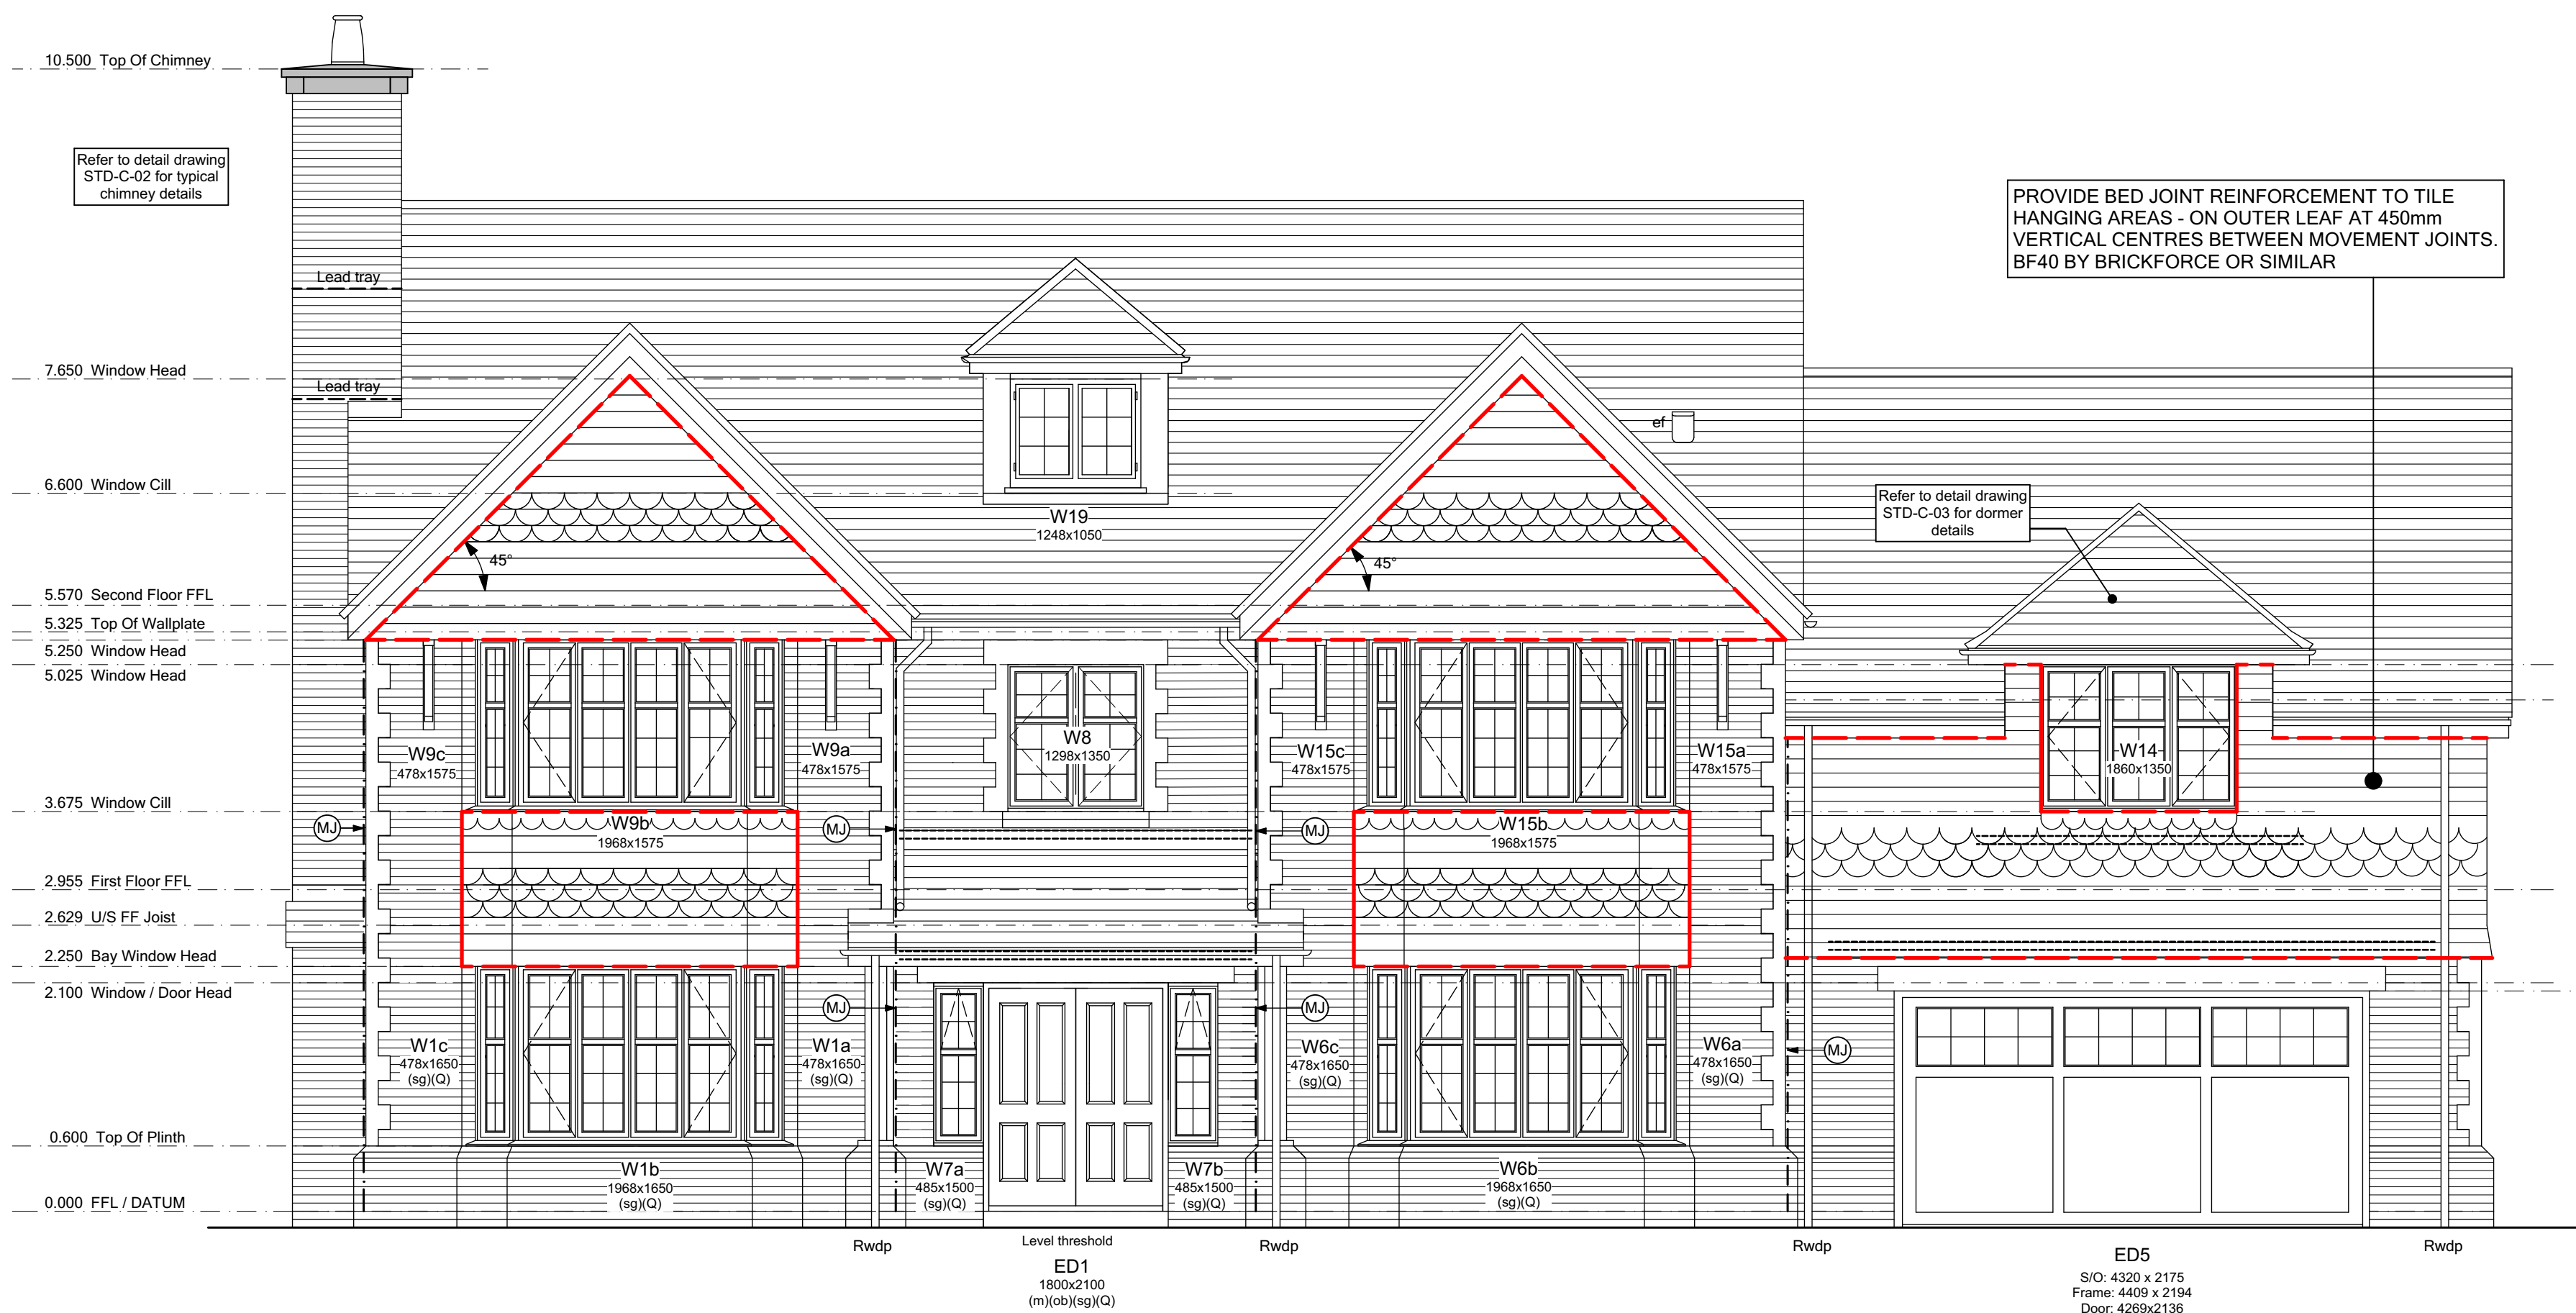 10.500 Top Of Chimney
Refer to detail drawing
STD-C-02 for typical
chimney details
PROVIDE BED JOINT REINFORCEMENT TO TILE
HANGING AREAS - ON OUTER LEAF AT 450mm
VERTICAL CENTRES BETWEEN MOVEMENT JOINTS.
BF40 BY BRICKFORCE OR SIMILAR
Lead tray
7.650 Window Head
Lead tray
ef
6.600 Window Cill
W19
1248x1050
Refer to detail drawing
STD-C-03 for dormer
details
45°
45°
5.570 Second Floor FFL
5.325 Top Of Wallplate
5.250 Window Head
5.025 Window Head
W9c
478x1575
W9a
478x1575
W8
1298x1350
W15c
478x1575
W15a
478x1575
W14
1860x1350
3.675 Window Cill
MJ
W9b
1968x1575
MJ
MJ
W15b
1968x1575
2.955 First Floor FFL
2.629 U/S FF Joist
2.250 Bay Window Head
2.100 Window / Door Head
MJ
MJ
W1c
478x1650
(sg)(Q)
W1a
478x1650
(sg)(Q)
W6c
478x1650
(sg)(Q)
W6a
478x1650
(sg)(Q)
MJ
0.600 Top Of Plinth
W1b
1968x1650
(sg)(Q)
W7a
485x1500
(sg)(Q)
W7b
485x1500
(sg)(Q)
W6b
1968x1650
(sg)(Q)
0.000 FFL / DATUM
Rwdp
Level threshold
Rwdp
Rwdp
Rwdp
ED1
1800x2100
(m)(ob)(sg)(Q)
ED5
S/O: 4320 x 2175
Frame: 4409 x 2194
Door: 4269x2136